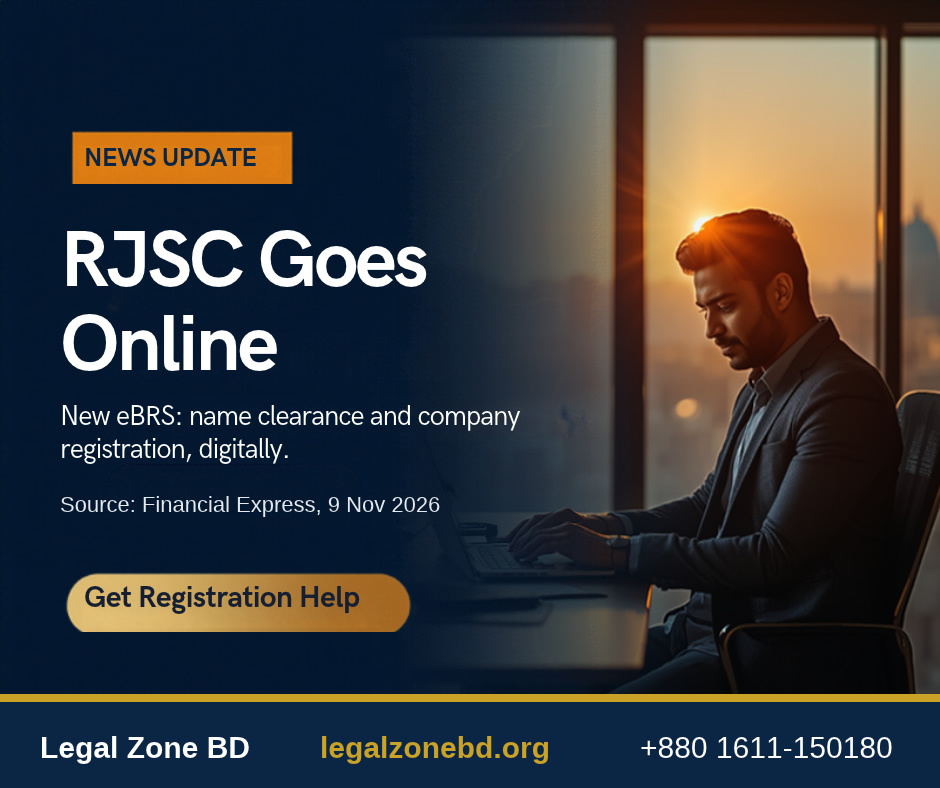 NEWS UPDATE
RJSC Goes
Online
New eBRS: name clearance and company
registration, digitally.
Source: Financial Express, 9 Nov 2026
Get Registration Help
Legal Zone BD
legalzonebd.org
+880 1611-150180